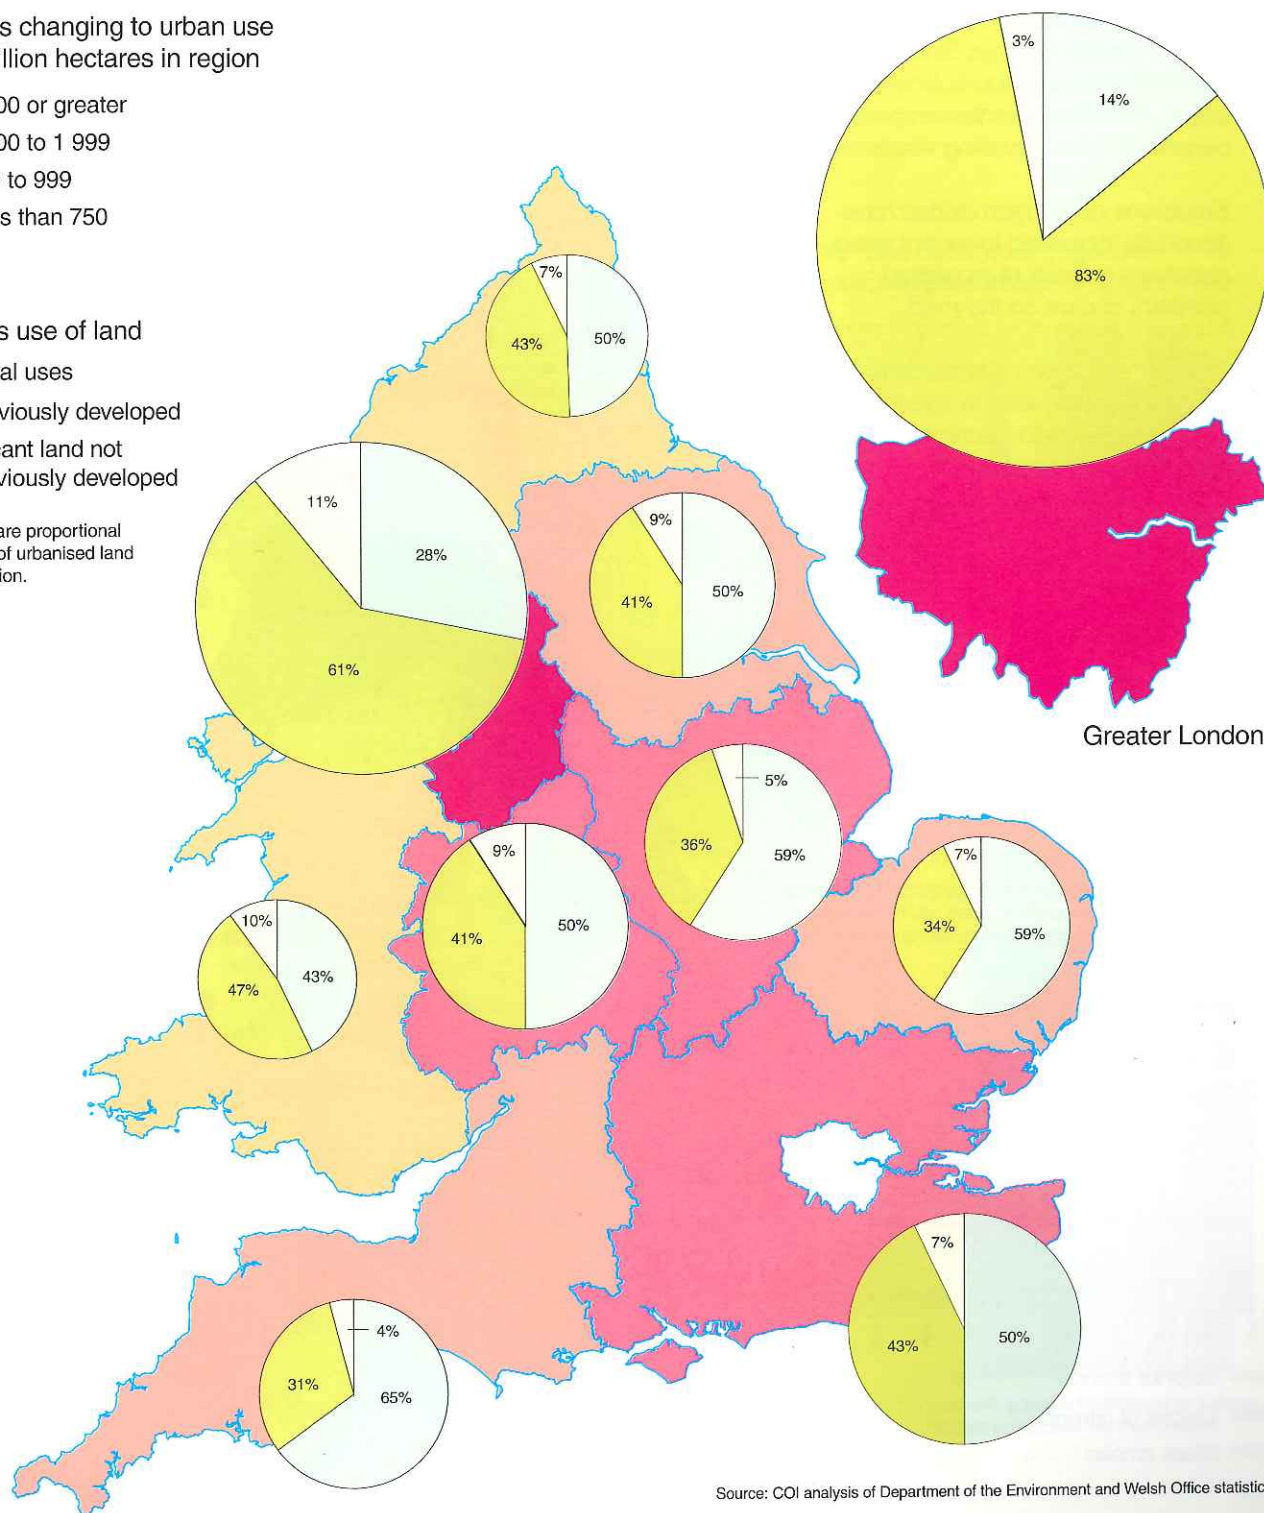 s changing to urban use
illion hectares in region
00 or greater
00 to 1 999
to 999
s than 750
s use of land
al uses
viously developed
cant land not
viously developed
are proportional
of urbanised land
ion.
3%
14%
83%
7%
43%
50%
11%
28%
61%
9%
41%
50%
Greater London
5%
36%
59%
9%
41%
50%
7%
34%
59%
10%
47%
43%
7%
43%
50%
4%
31%
65%
Source: COI analysis of Department of the Environment and Welsh Office statistic